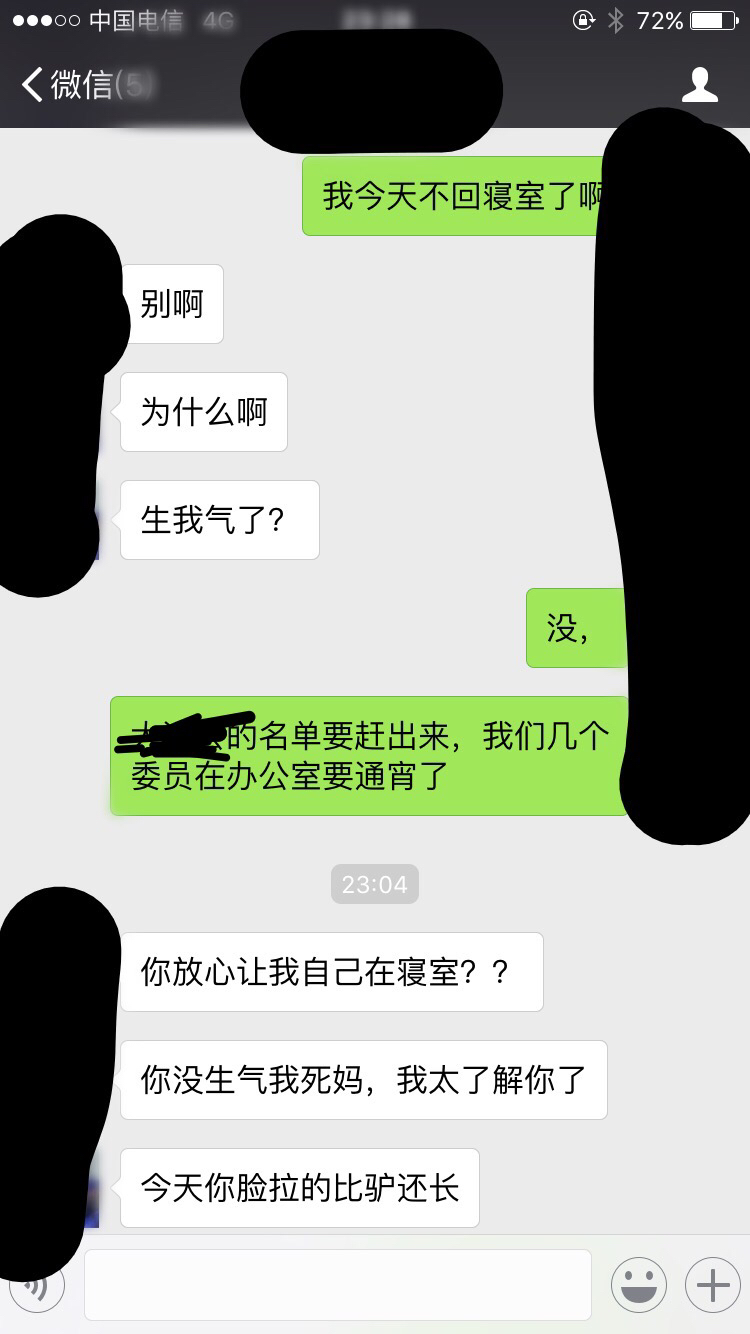 中国电信 4G 72%
微信(5)
我今天不回寝室了啊
别啊
为什么啊
生我气了?
没,
的名单要赶出来，我们几个
委员在办公室要通宵了
23:04
你放心让我自己在寝室？？
你没生气我死妈，我太了解你了
今天你脸拉的比驴还长